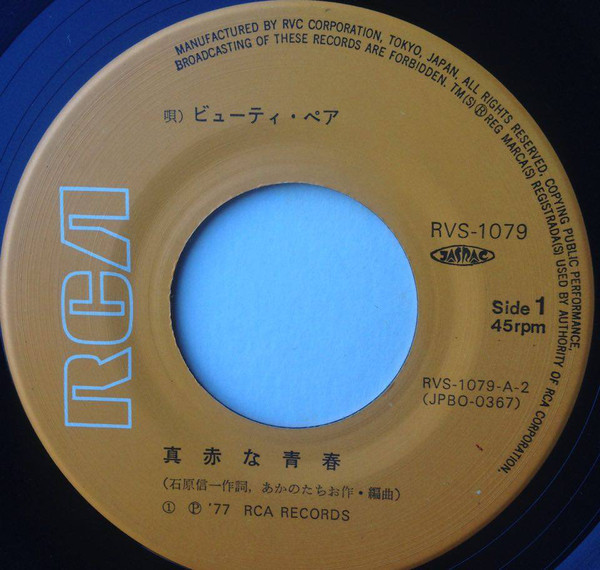 MANUFACTURED BY RVC CORPORATION, TOKYO, JAPAN. ALL RIGHTS RESERVED. COPYING PUBLIC PERFORMANCE,
BROADCASTING OF THESE RECORDS ARE FORBIDDEN. TM(S)®REG MARCA(S) REGISTRADA(S) USED BY AUTHORITY OF RCA CORPORATION.
唄) ビューティ・ペア
RCA
RVS-1079
JASRAC
Side 1
45rpm
RVS-1079-A-2
(JPBO-0367)
真赤な青春
(石原信一作詞, あかのたちお作・編曲)
① Ⓟ '77 RCA RECORDS